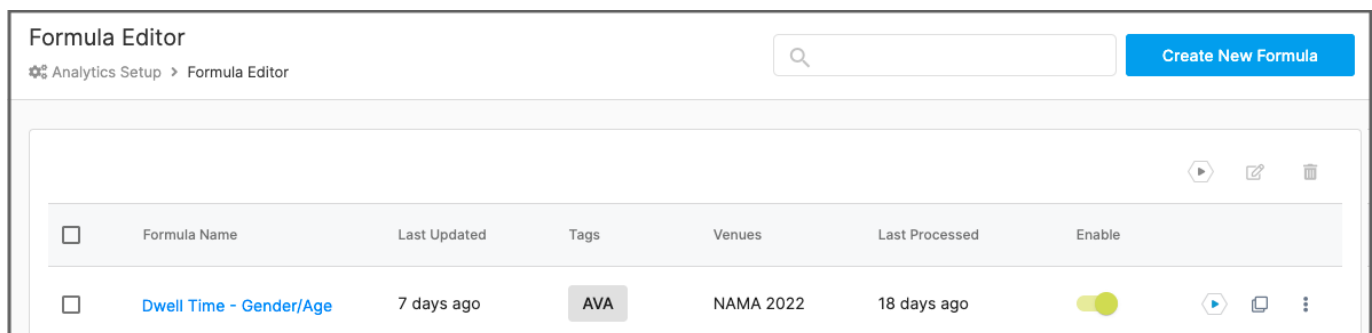 Formula Editor
Create New Formula
Analytics Setup > Formula Editor
Formula Name Last Updated Tags Venues Last Processed Enable
Dwell Time - Gender/Age 7 days ago AVA NAMA 2022 18 days ago